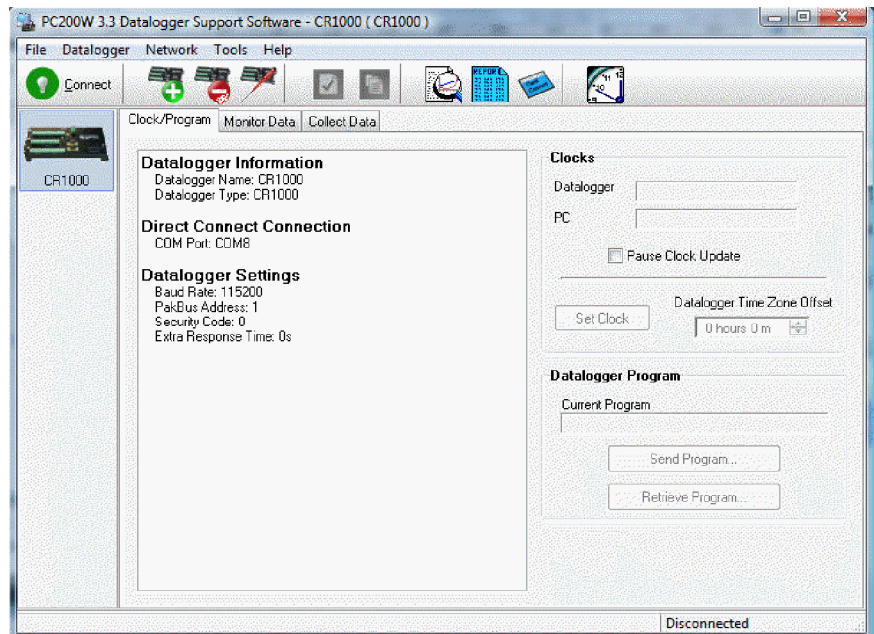 PC200W 3.3 Datalogger Support Software - CR1000 ( CR1000 )
File Datalogger Network Tools Help
Connect
REPORT
CR1000
Clock/Program Monitor Data Collect Data
Datalogger Information
Datalogger Name: CR1000
Datalogger Type: CR1000
Direct Connect Connection
COM Port: COM8
Datalogger Settings
Baud Rate: 115200
PakBus Address: 1
Security Code: 0
Extra Response Time: 0s
Clocks
Datalogger
PC
Pause Clock Update
Set Clock
Datalogger Time Zone Offset
0 hours 0 m
Datalogger Program
Current Program
Send Program...
Retrieve Program...
Disconnected